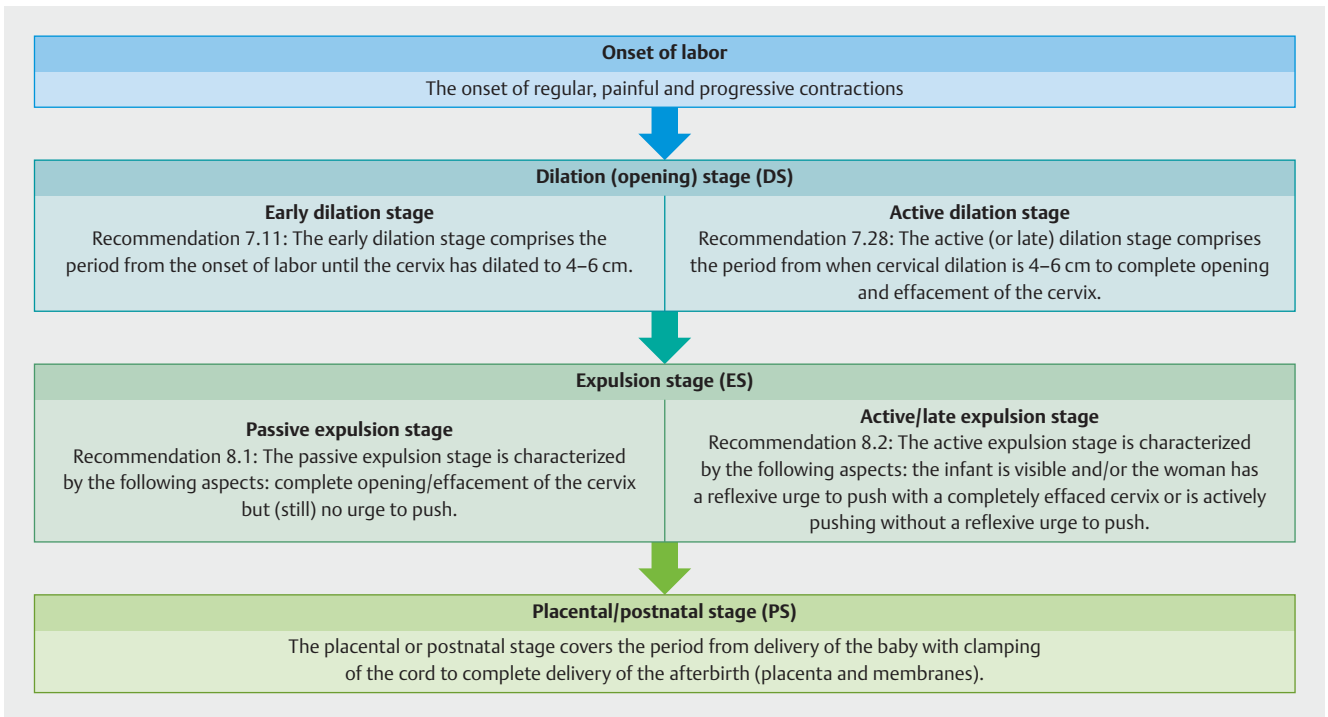 Onset of labor
The onset of regular, painful and progressive contractions
Dilation (opening) stage (DS)
Early dilation stage
Recommendation 7.11: The early dilation stage comprises the
period from the onset of labor until the cervix has dilated to 4–6 cm.
Active dilation stage
Recommendation 7.28: The active (or late) dilation stage comprises
the period from when cervical dilation is 4–6 cm to complete opening
and effacement of the cervix.
Expulsion stage (ES)
Passive expulsion stage
Recommendation 8.1: The passive expulsion stage is characterized
by the following aspects: complete opening/effacement of the cervix
but (still) no urge to push.
Active/late expulsion stage
Recommendation 8.2: The active expulsion stage is characterized
by the following aspects: the infant is visible and/or the woman has
a reflexive urge to push with a completely effaced cervix or is actively
pushing without a reflexive urge to push.
Placental/postnatal stage (PS)
The placental or postnatal stage covers the period from delivery of the baby with clamping
of the cord to complete delivery of the afterbirth (placenta and membranes).